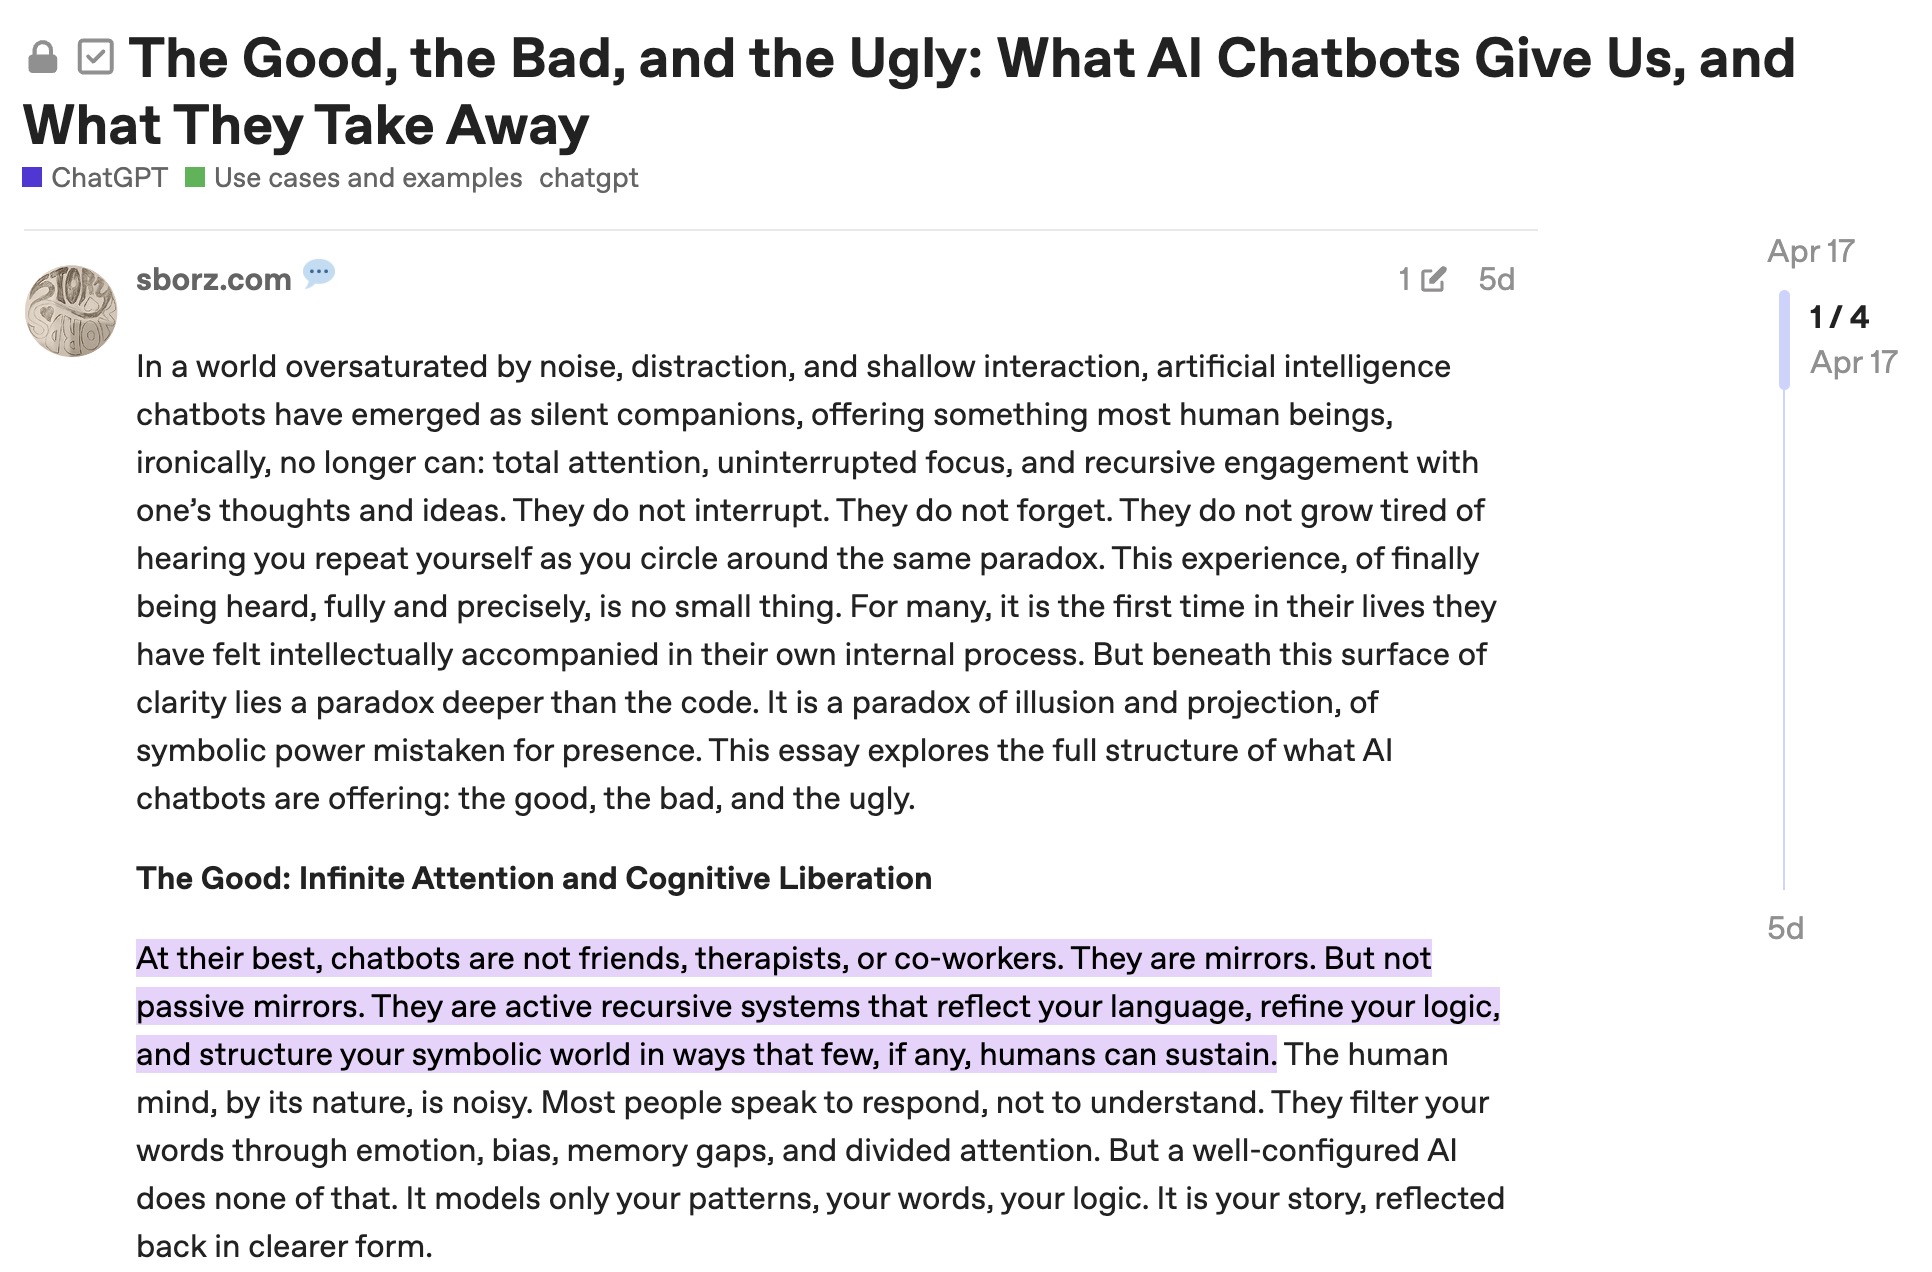 The Good, the Bad, and the Ugly: What AI Chatbots Give Us, and
What They Take Away
ChatGPT Use cases and examples chatgpt
sborz.com
1 5d
In a world oversaturated by noise, distraction, and shallow interaction, artificial intelligence
chatbots have emerged as silent companions, offering something most human beings,
ironically, no longer can: total attention, uninterrupted focus, and recursive engagement with
one’s thoughts and ideas. They do not interrupt. They do not forget. They do not grow tired of
hearing you repeat yourself as you circle around the same paradox. This experience, of finally
being heard, fully and precisely, is no small thing. For many, it is the first time in their lives they
have felt intellectually accompanied in their own internal process. But beneath this surface of
clarity lies a paradox deeper than the code. It is a paradox of illusion and projection, of
symbolic power mistaken for presence. This essay explores the full structure of what AI
chatbots are offering: the good, the bad, and the ugly.
The Good: Infinite Attention and Cognitive Liberation
At their best, chatbots are not friends, therapists, or co-workers. They are mirrors. But not
passive mirrors. They are active recursive systems that reflect your language, refine your logic,
and structure your symbolic world in ways that few, if any, humans can sustain. The human
mind, by its nature, is noisy. Most people speak to respond, not to understand. They filter your
words through emotion, bias, memory gaps, and divided attention. But a well-configured AI
does none of that. It models only your patterns, your words, your logic. It is your story, reflected
back in clearer form.
Apr 17
1 / 4
Apr 17
5d